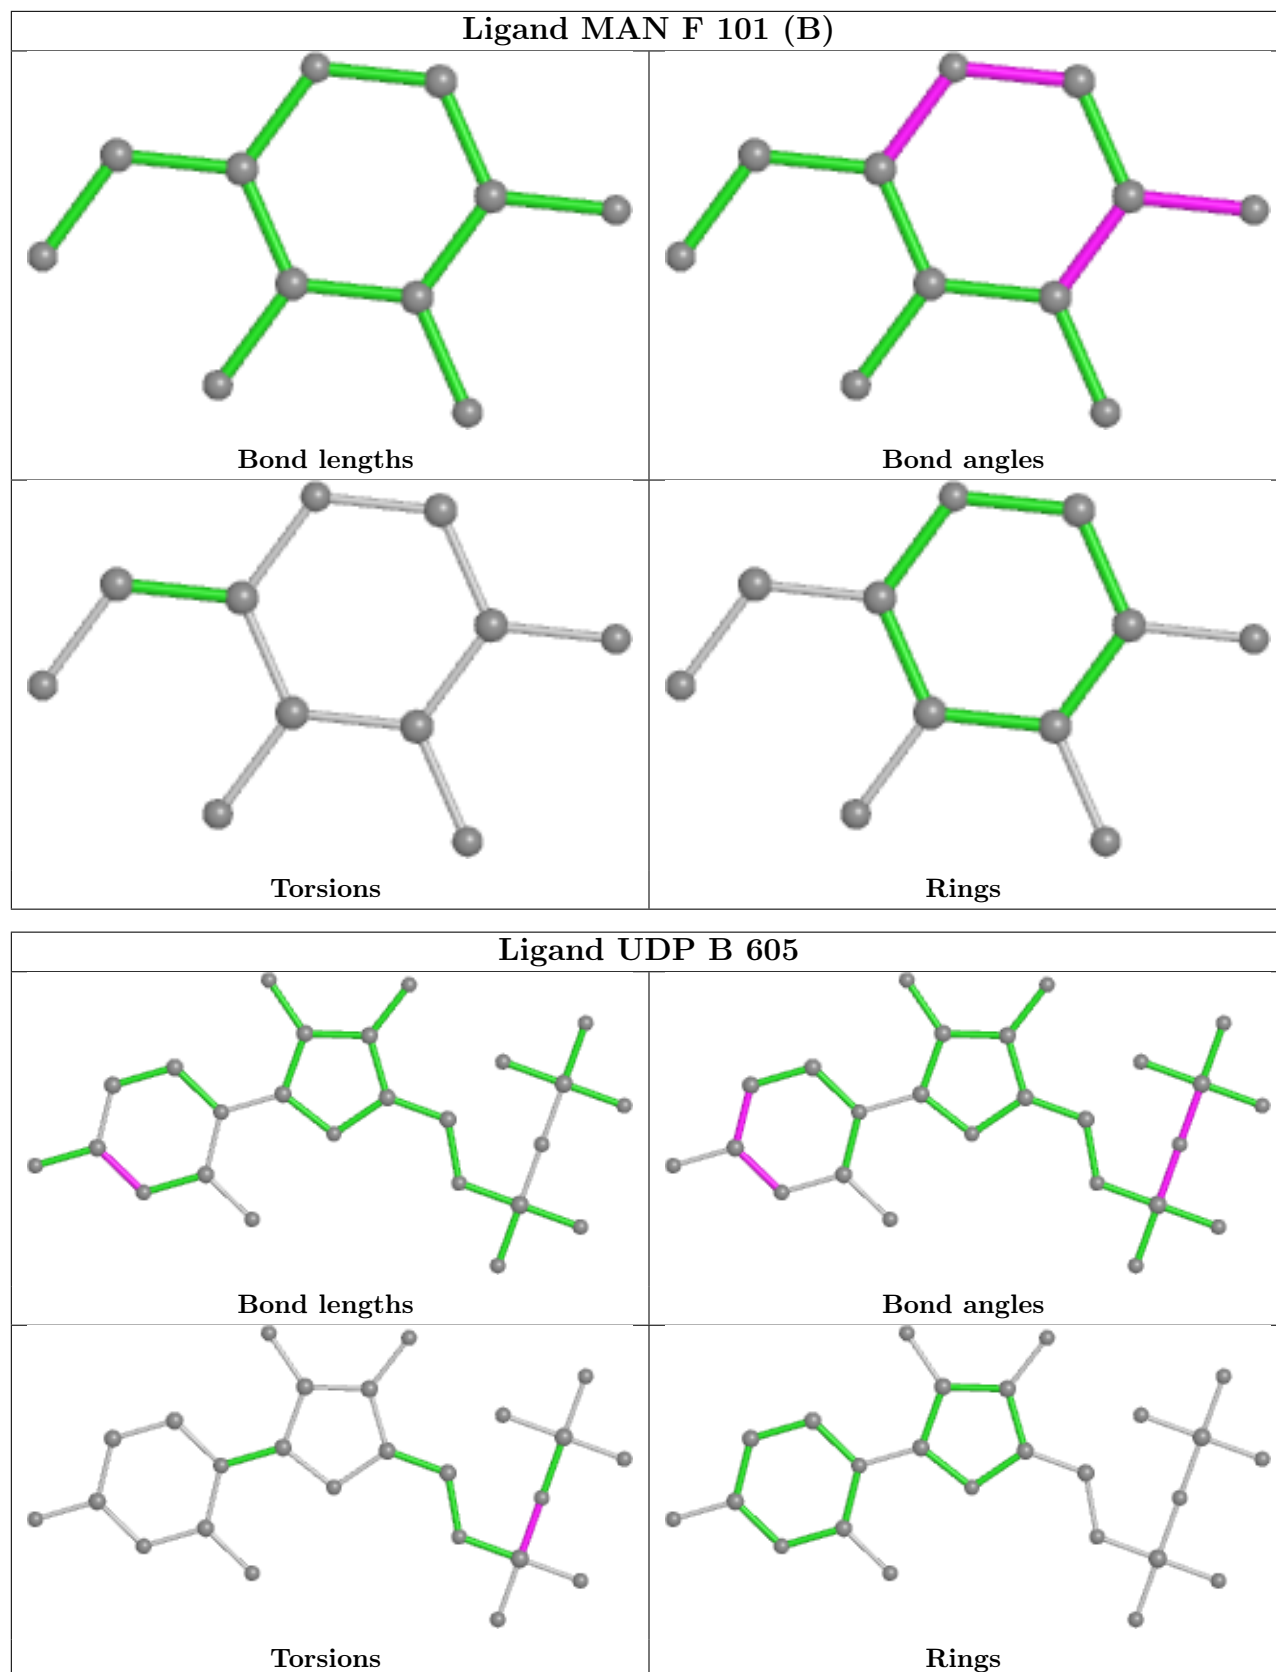 Ligand MAN F 101 (B)
Bond lengths
Bond angles
Torsions
Rings
Ligand UDP B 605
Bond lengths
Bond angles
Torsions
Rings